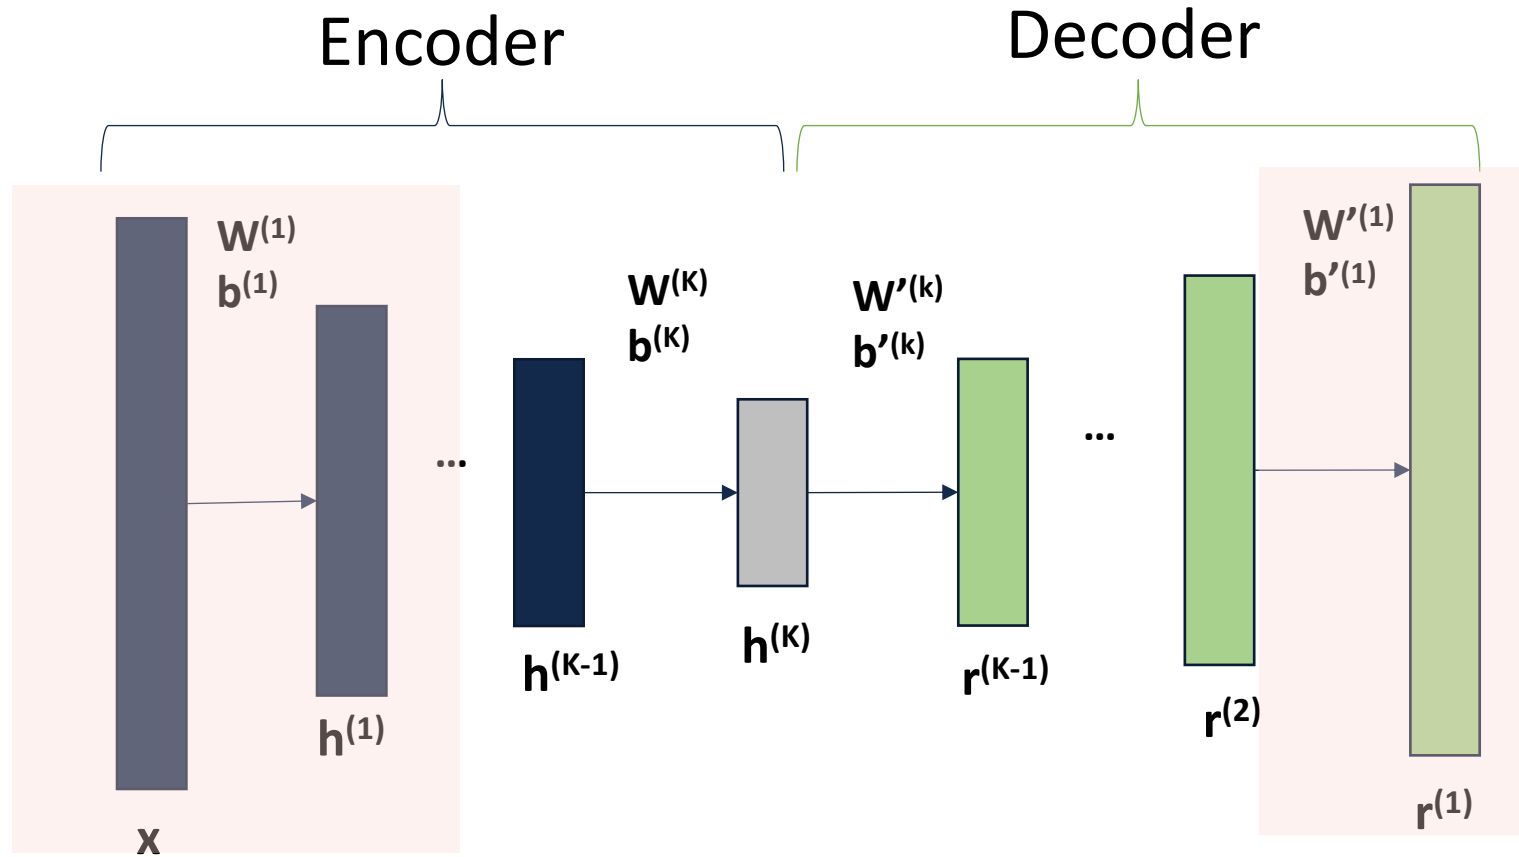 Encoder
Decoder
W⁽¹⁾
b⁽¹⁾
W⁽ᴷ⁾
b⁽ᴷ⁾
W’⁽ᵏ⁾
b’⁽ᵏ⁾
W’⁽¹⁾
b’⁽¹⁾
...
...
x
h⁽¹⁾
h⁽ᴷ⁻¹⁾
h⁽ᴷ⁾
r⁽ᴷ⁻¹⁾
r⁽²⁾
r⁽¹⁾